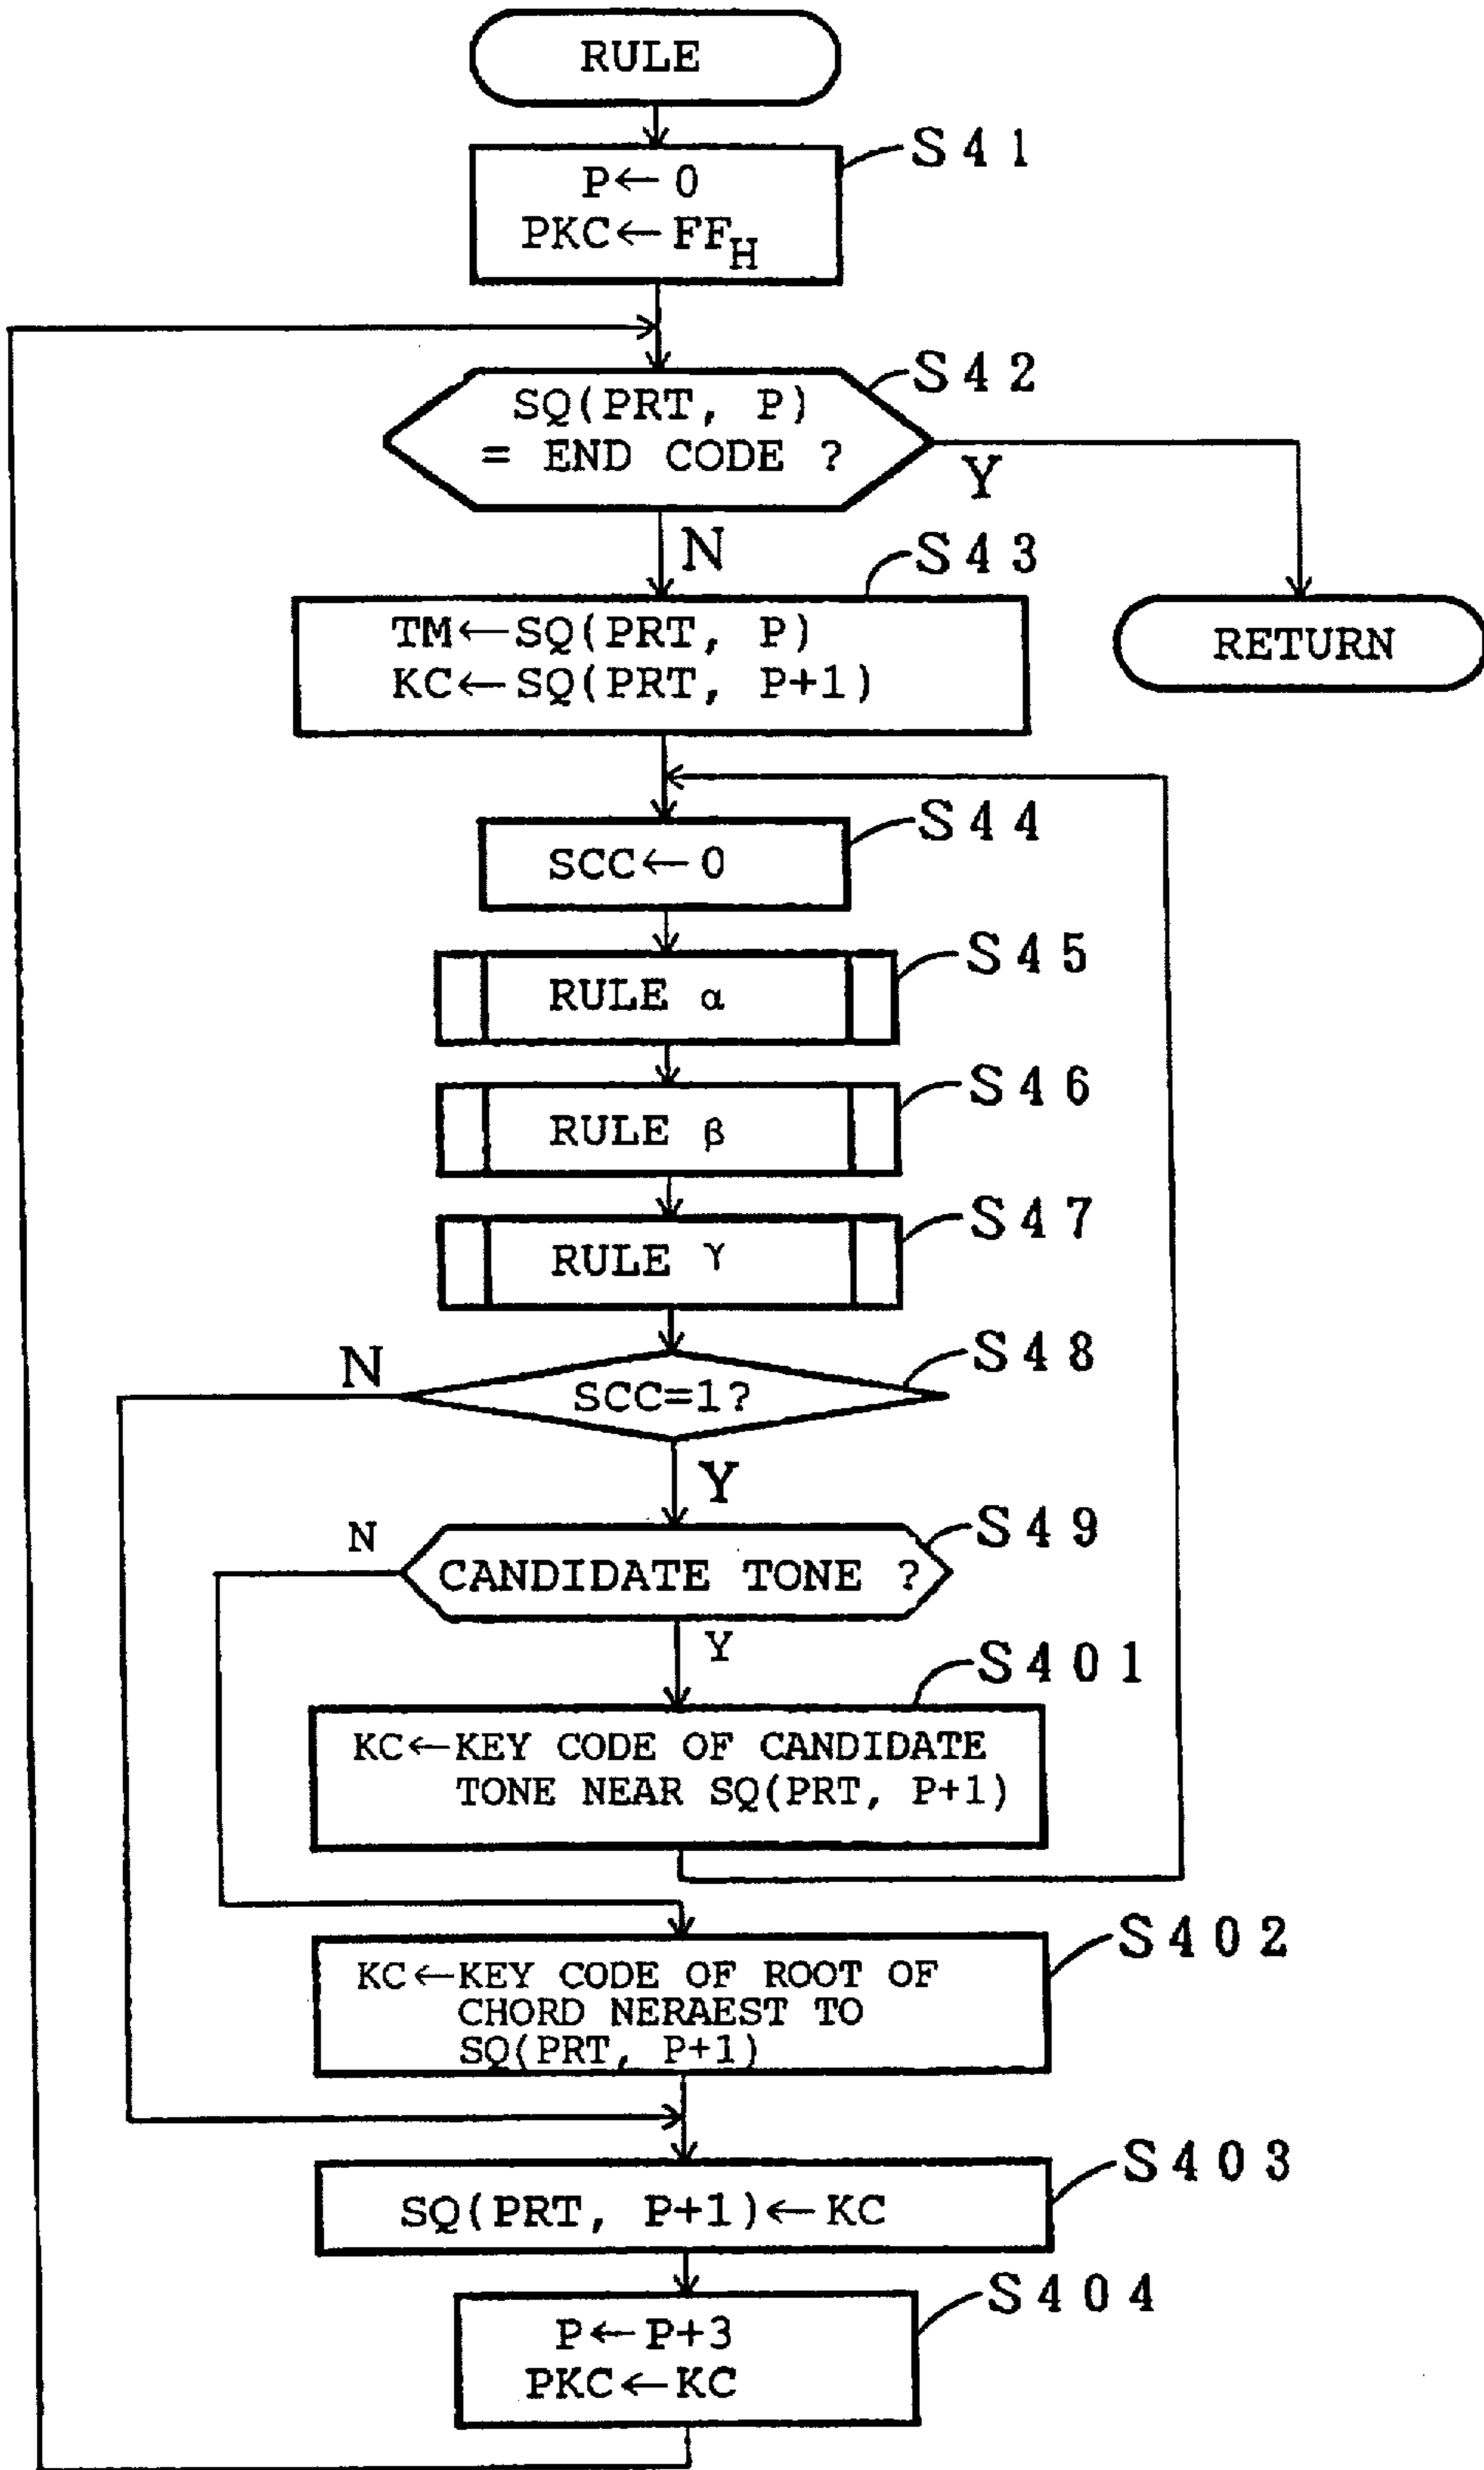 RULE
S41
P←0
PKC←FF_H
S42
SQ(PRT, P)
= END CODE ?
Y
N
S43
TM←SQ(PRT, P)
KC←SQ(PRT, P+1)
RETURN
S44
SCC←0
S45
RULE α
S46
RULE β
S47
RULE γ
S48
N
SCC=1?
Y
S49
N
CANDIDATE TONE ?
Y
S401
KC←KEY CODE OF CANDIDATE
TONE NEAR SQ(PRT, P+1)
S402
KC←KEY CODE OF ROOT OF
CHORD NERAEST TO
SQ(PRT, P+1)
S403
SQ(PRT, P+1)←KC
S404
P←P+3
PKC←KC